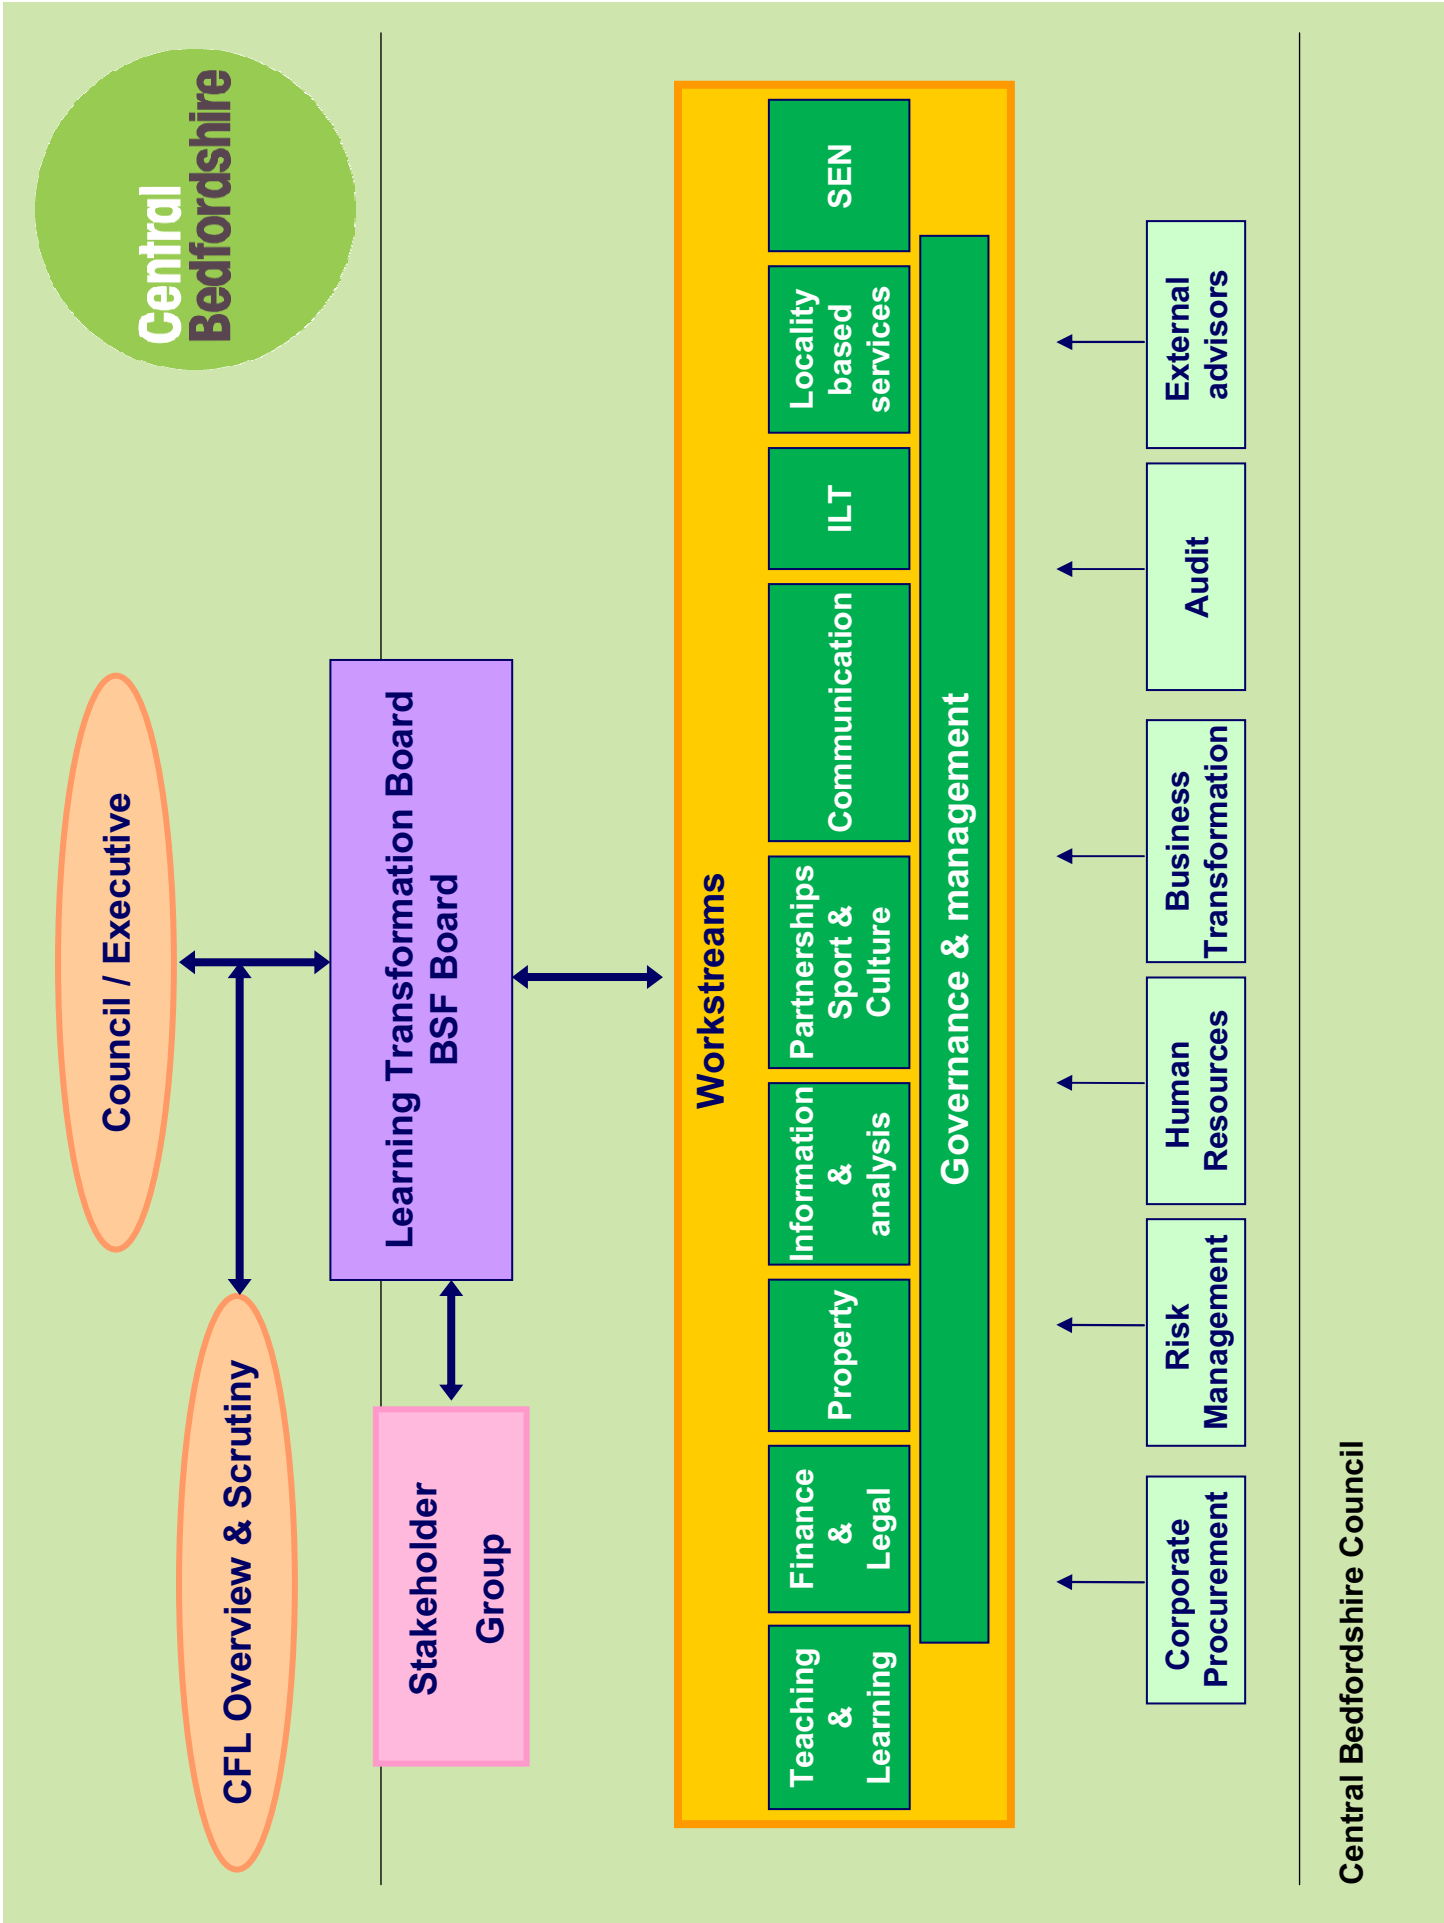 Central
Bedfordshire
Council / Executive
CFL Overview & Scrutiny
Learning Transformation Board
BSF Board
Stakeholder
Group
Workstreams
Teaching
&
Learning
Finance
&
Legal
Property
Information
&
analysis
Partnerships
Sport &
Culture
Communication
ILT
Locality
based
services
SEN
Governance & management
Corporate
Procurement
Risk
Management
Human
Resources
Business
Transformation
Audit
External
advisors
Central Bedfordshire Council